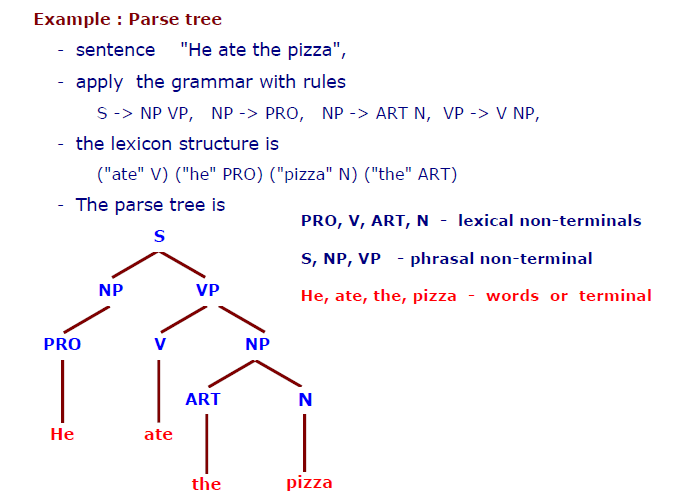 Example : Parse tree
- sentence "He ate the pizza",
- apply the grammar with rules
S -> NP VP, NP -> PRO, NP -> ART N, VP -> V NP,
- the lexicon structure is
("ate" V) ("he" PRO) ("pizza" N) ("the" ART)
- The parse tree is
PRO, V, ART, N - lexical non-terminals
S, NP, VP - phrasal non-terminal
He, ate, the, pizza - words or terminal
S
NP VP
PRO V NP
ART N
He ate
the pizza